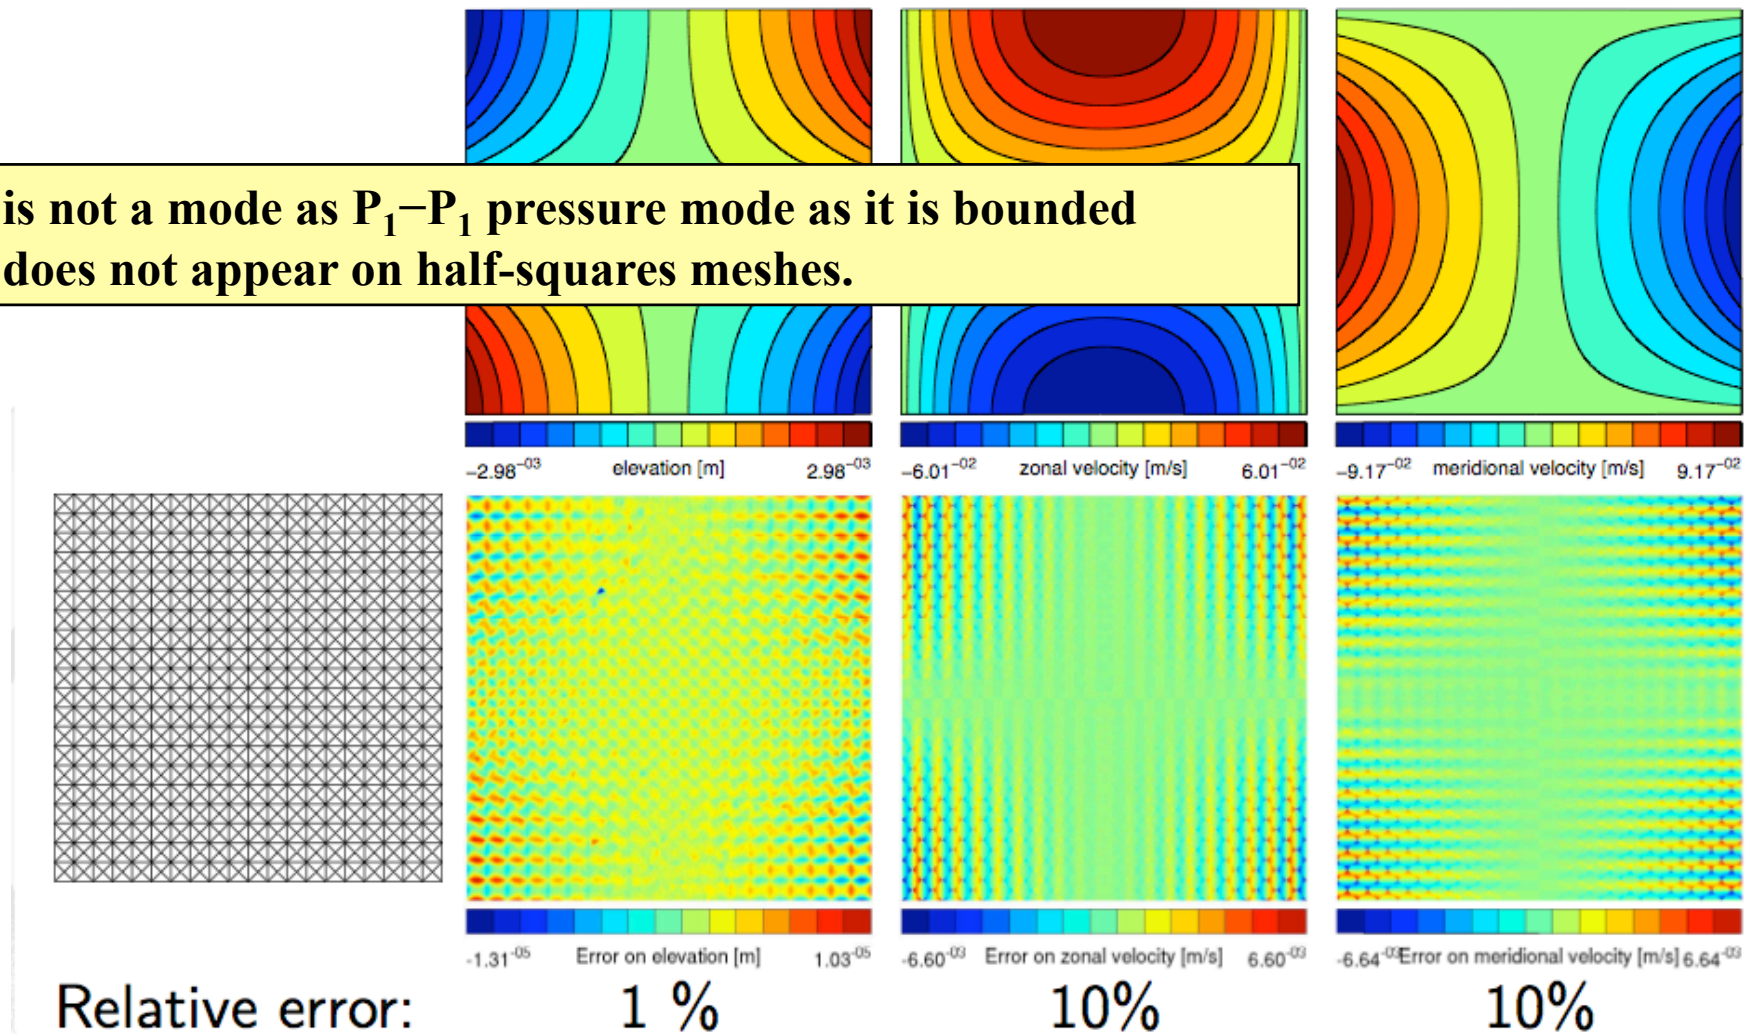 is not a mode as P₁−P₁ pressure mode as it is bounded
does not appear on half-squares meshes.
−2.98⁻⁰³ elevation [m] 2.98⁻⁰³
−6.01⁻⁰² zonal velocity [m/s] 6.01⁻⁰²
−9.17⁻⁰² meridional velocity [m/s] 9.17⁻⁰²
-1.31⁻⁰⁵ Error on elevation [m] 1.03⁻⁰⁵
-6.60⁻⁰³ Error on zonal velocity [m/s] 6.60⁻⁰³
-6.64⁻⁰³ Error on meridional velocity [m/s] 6.64⁻⁰³
Relative error: 1 % 10% 10%